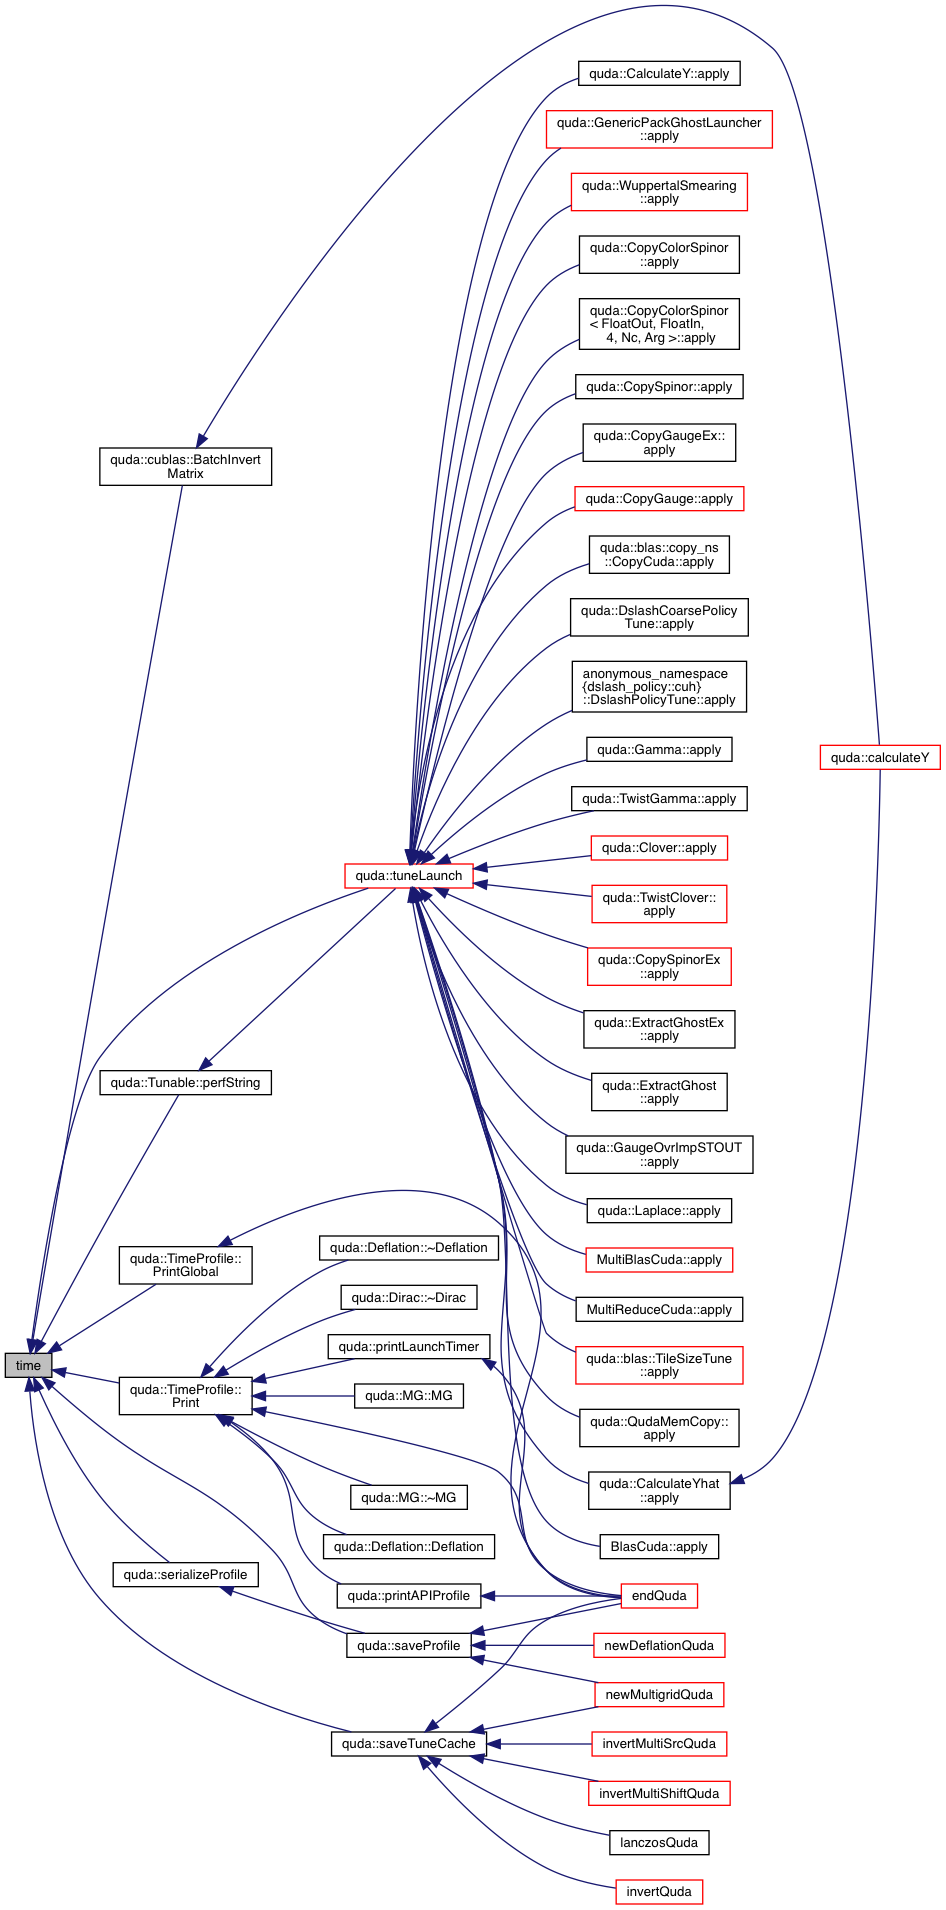 quda::CalculateY::apply
quda::GenericPackGhostLauncher
::apply
quda::WuppertalSmearing
::apply
quda::CopyColorSpinor
::apply
quda::CopyColorSpinor
< FloatOut, FloatIn,
4, Nc, Arg >::apply
quda::CopySpinor::apply
quda::CopyGaugeEx::
apply
quda::cublas::BatchInvert
Matrix
quda::CopyGauge::apply
quda::blas::copy_ns
::CopyCuda::apply
quda::DslashCoarsePolicy
Tune::apply
anonymous_namespace
{dslash_policy::cuh}
::DslashPolicyTune::apply
quda::Gamma::apply
quda::calculateY
quda::TwistGamma::apply
quda::Clover::apply
quda::tuneLaunch
quda::TwistClover::
apply
quda::CopySpinorEx
::apply
quda::ExtractGhostEx
::apply
quda::Tunable::perfString
quda::ExtractGhost
::apply
quda::GaugeOvrImpSTOUT
::apply
quda::Laplace::apply
quda::TimeProfile::
PrintGlobal
quda::Deflation::~Deflation
MultiBlasCuda::apply
quda::Dirac::~Dirac
MultiReduceCuda::apply
quda::printLaunchTimer
time
quda::blas::TileSizeTune
::apply
quda::TimeProfile::
Print
quda::MG::MG
quda::QudaMemCopy::
apply
quda::MG::~MG
quda::CalculateYhat
::apply
quda::Deflation::Deflation
BlasCuda::apply
quda::serializeProfile
quda::printAPIProfile
endQuda
quda::saveProfile
newDeflationQuda
newMultigridQuda
quda::saveTuneCache
invertMultiSrcQuda
invertMultiShiftQuda
lanczosQuda
invertQuda